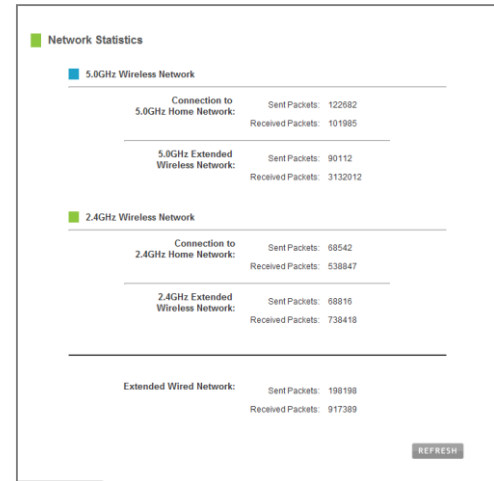 Network Statistics
5.0GHz Wireless Network
Connection to
5.0GHz Home Network:
Sent Packets: 122682
Received Packets: 101985
5.0GHz Extended
Wireless Network:
Sent Packets: 90112
Received Packets: 3132012
2.4GHz Wireless Network
Connection to
2.4GHz Home Network:
Sent Packets: 68542
Received Packets: 538847
2.4GHz Extended
Wireless Network:
Sent Packets: 68816
Received Packets: 738418
Extended Wired Network:
Sent Packets: 198198
Received Packets: 917389
REFRESH